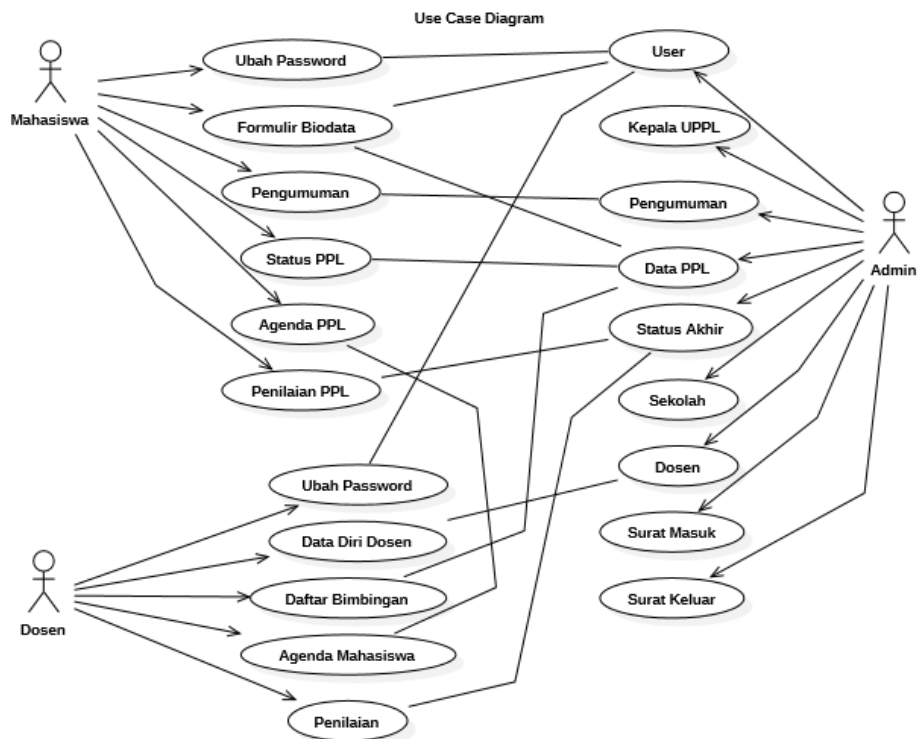 Use Case Diagram
Ubah Password
User
Mahasiswa
Formulir Biodata
Kepala UPPL
Pengumuman
Pengumuman
Status PPL
Data PPL
Admin
Agenda PPL
Status Akhir
Penilaian PPL
Sekolah
Dosen
Ubah Password
Data Diri Dosen
Surat Masuk
Daftar Bimbingan
Surat Keluar
Dosen
Agenda Mahasiswa
Penilaian